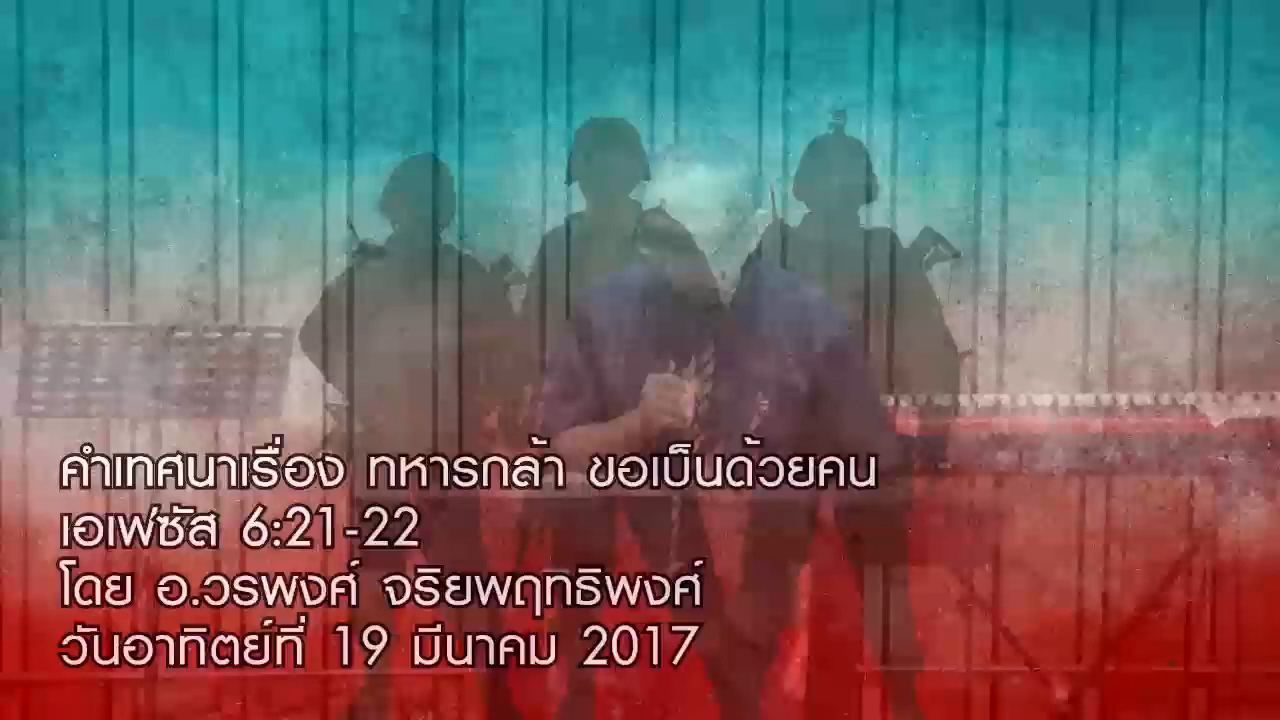 คำเทศนาเรื่อง ทหารกล้า ขอเป็นด้วยคน
เอเฟซัส 6:21-22
โดย อ.วรพงศ์ จริยพฤทธิพงศ์
วันอาทิตย์ที่ 19 มีนาคม 2017